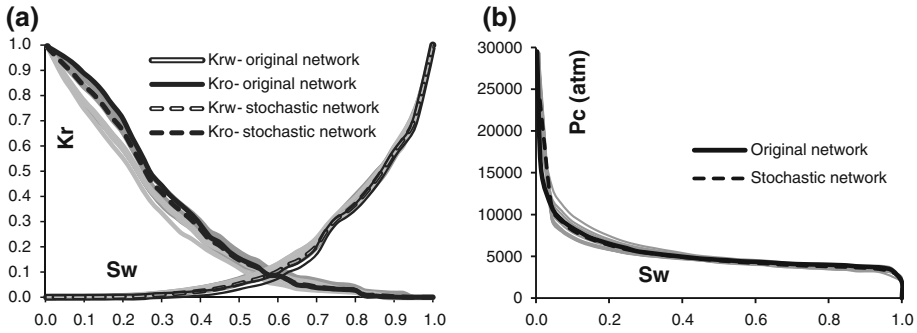 (a)
1.0
0.9
0.8
0.7
0.6
0.5
0.4
0.3
0.2
0.1
0.0
Kr
Krw- original network
Kro- original network
Krw- stochastic network
Kro- stochastic network
Sw
0.0 0.1 0.2 0.3 0.4 0.5 0.6 0.7 0.8 0.9 1.0
(b)
30000
25000
20000
15000
10000
5000
0
Pc (atm)
Original network
Stochastic network
Sw
0.0 0.2 0.4 0.6 0.8 1.0